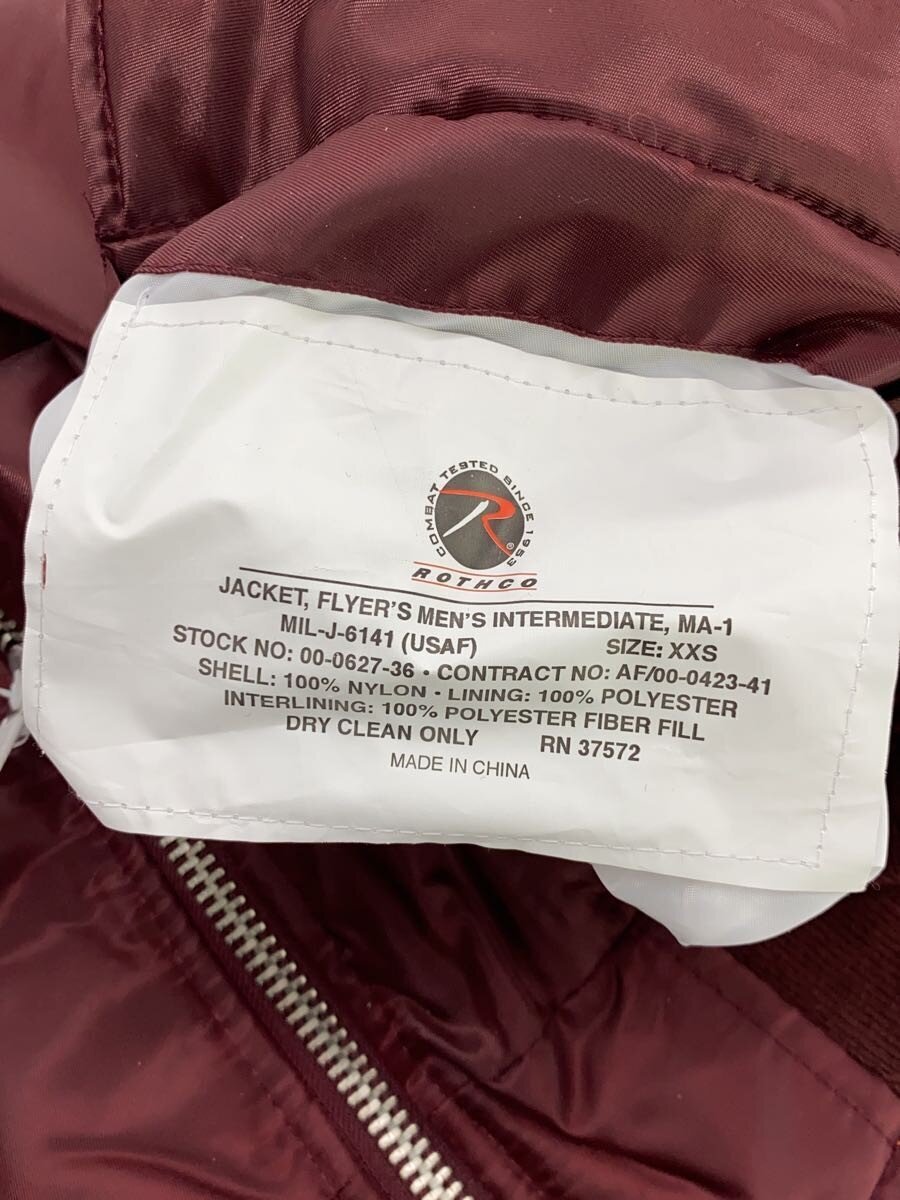 COMBAT TESTED SINCE 1953
R®
ROTHCO
JACKET, FLYER'S MEN'S INTERMEDIATE, MA-1
MIL-J-6141 (USAF) SIZE: XXS
STOCK NO: 00-0627-36 · CONTRACT NO: AF/00-0423-41
SHELL: 100% NYLON · LINING: 100% POLYESTER
INTERLINING: 100% POLYESTER FIBER FILL
DRY CLEAN ONLY RN 37572
MADE IN CHINA